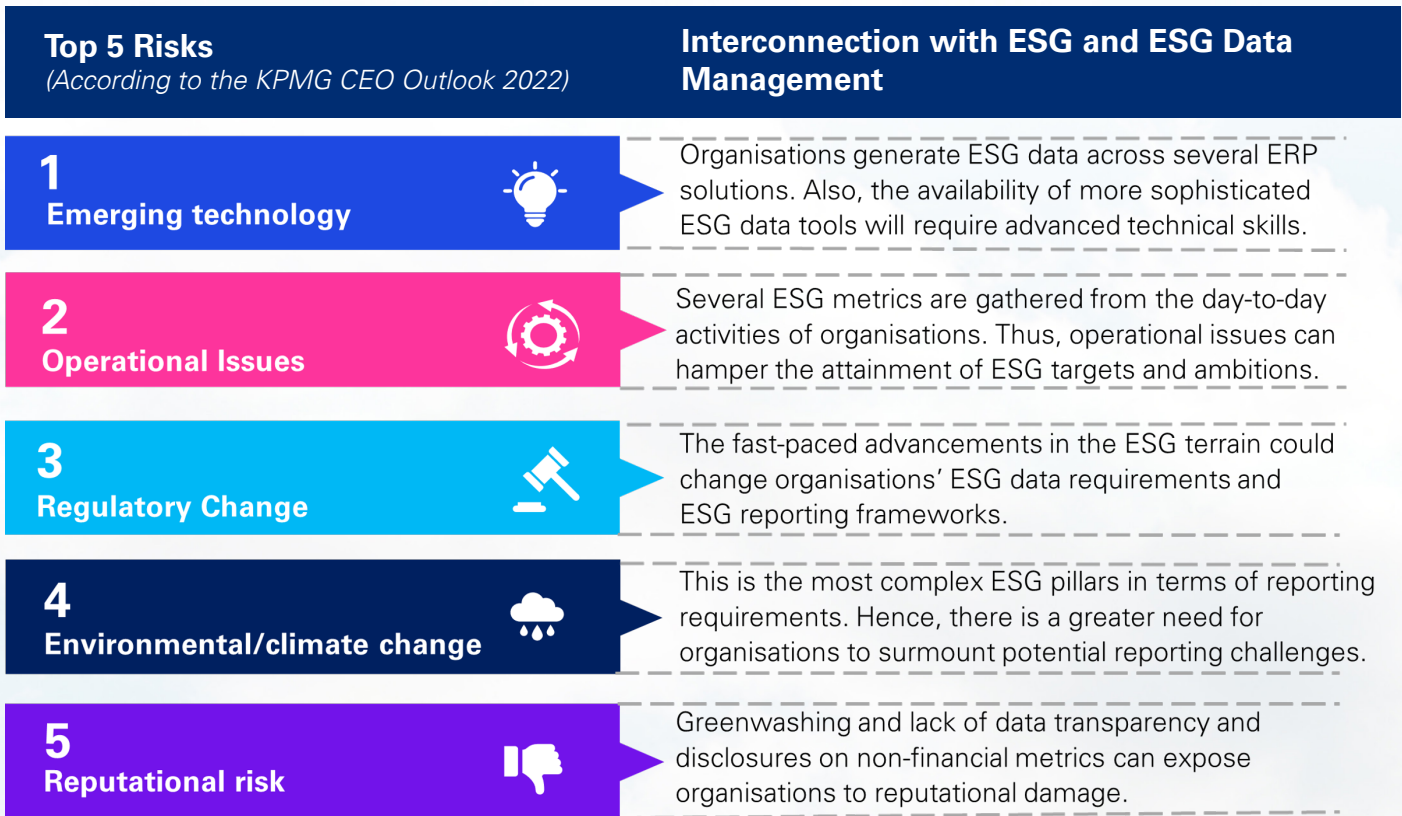 Top 5 Risks
(According to the KPMG CEO Outlook 2022)
Interconnection with ESG and ESG Data
Management
1
Emerging technology
Organisations generate ESG data across several ERP
solutions. Also, the availability of more sophisticated
ESG data tools will require advanced technical skills.
2
Operational Issues
Several ESG metrics are gathered from the day-to-day
activities of organisations. Thus, operational issues can
hamper the attainment of ESG targets and ambitions.
3
Regulatory Change
The fast-paced advancements in the ESG terrain could
change organisations’ ESG data requirements and
ESG reporting frameworks.
4
Environmental/climate change
This is the most complex ESG pillars in terms of reporting
requirements. Hence, there is a greater need for
organisations to surmount potential reporting challenges.
5
Reputational risk
Greenwashing and lack of data transparency and
disclosures on non-financial metrics can expose
organisations to reputational damage.